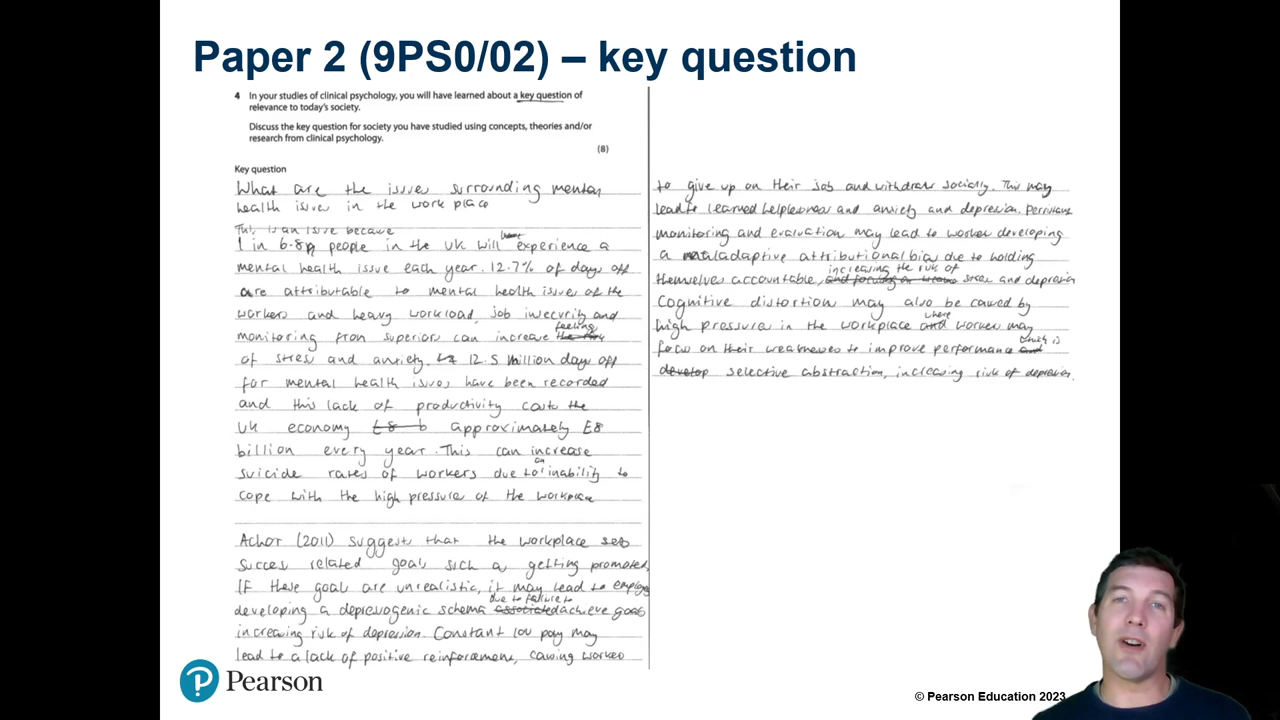 Paper 2 (9PS0/02) – key question
4 In your studies of clinical psychology, you will have learned about a key question of
relevance to today's society.
Discuss the key question for society you have studied using concepts, theories and/or
research from clinical psychology.
(8)
Key question
What are the issues surrounding mental
health issues in the work place
This is an issue because
1 in 6.8 people in the UK will experience a
mental health issue each year. 12.7% of days off
are attributable to mental health issues of the
workers and heavy workload, job insecurity and
monitoring from superiors can increase feeling
of stress and anxiety. 12.5 million days off
for mental health issues have been recorded
and this lack of productivity costs the
UK economy £8 b approximately £8
billion every year. This can increase
suicide rates of workers due to an inability to
cope with the high pressure of the workplace
Achor (2011) suggests that the workplace sets
succes related goals such as getting promoted,
If these goal are unrealistic, it may lead to employe
developing a depressogenic schema associated due to failure to achieve goals
increasing risk of depression. Constant low pay may
lead to a lack of positive reinforcement, causing worker
to give up on their job and withdraw socially. This may
lead to learned helplessness and anxiety and depression.
monitoring and evaluation may lead to worker developing
a maladaptive attributional bias due to holding
themselves accountable, increasing the risk of stress and depression
Cognitive distortion may also be caused by
high pressure in the workplace where worker may
focus on their weaknesses to improve performance which is
develop selective abstraction, increasing risk of depression.
Pearson
© Pearson Education 2023